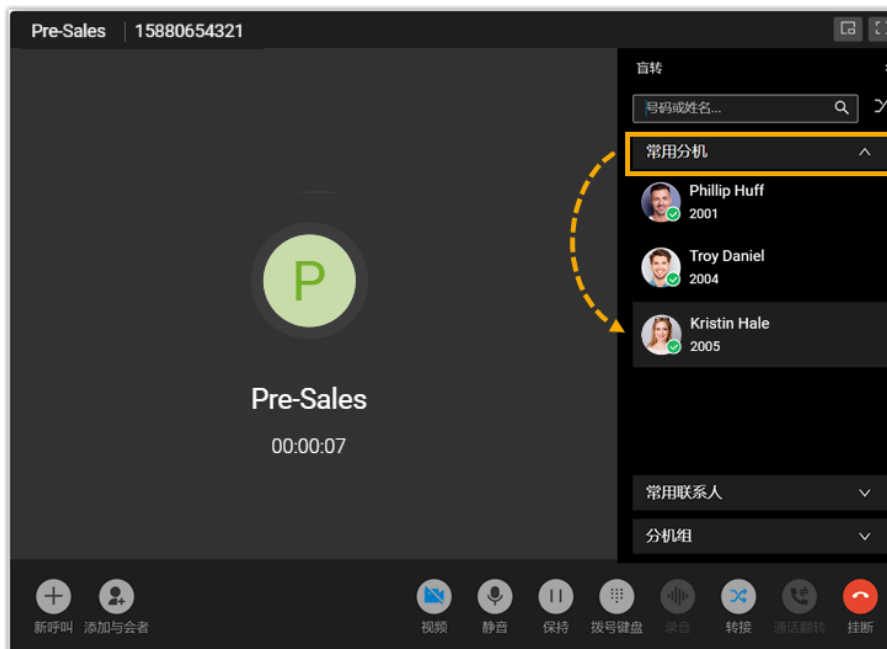 Pre-Sales 15880654321
盲转
号码或姓名...
常用分机
Phillip Huff
2001
Troy Daniel
2004
Kristin Hale
2005
P
Pre-Sales
00:00:07
常用联系人
分机组
新呼叫 添加与会者 视频 静音 保持 拨号键盘 录音 转接 通话翻转 挂断